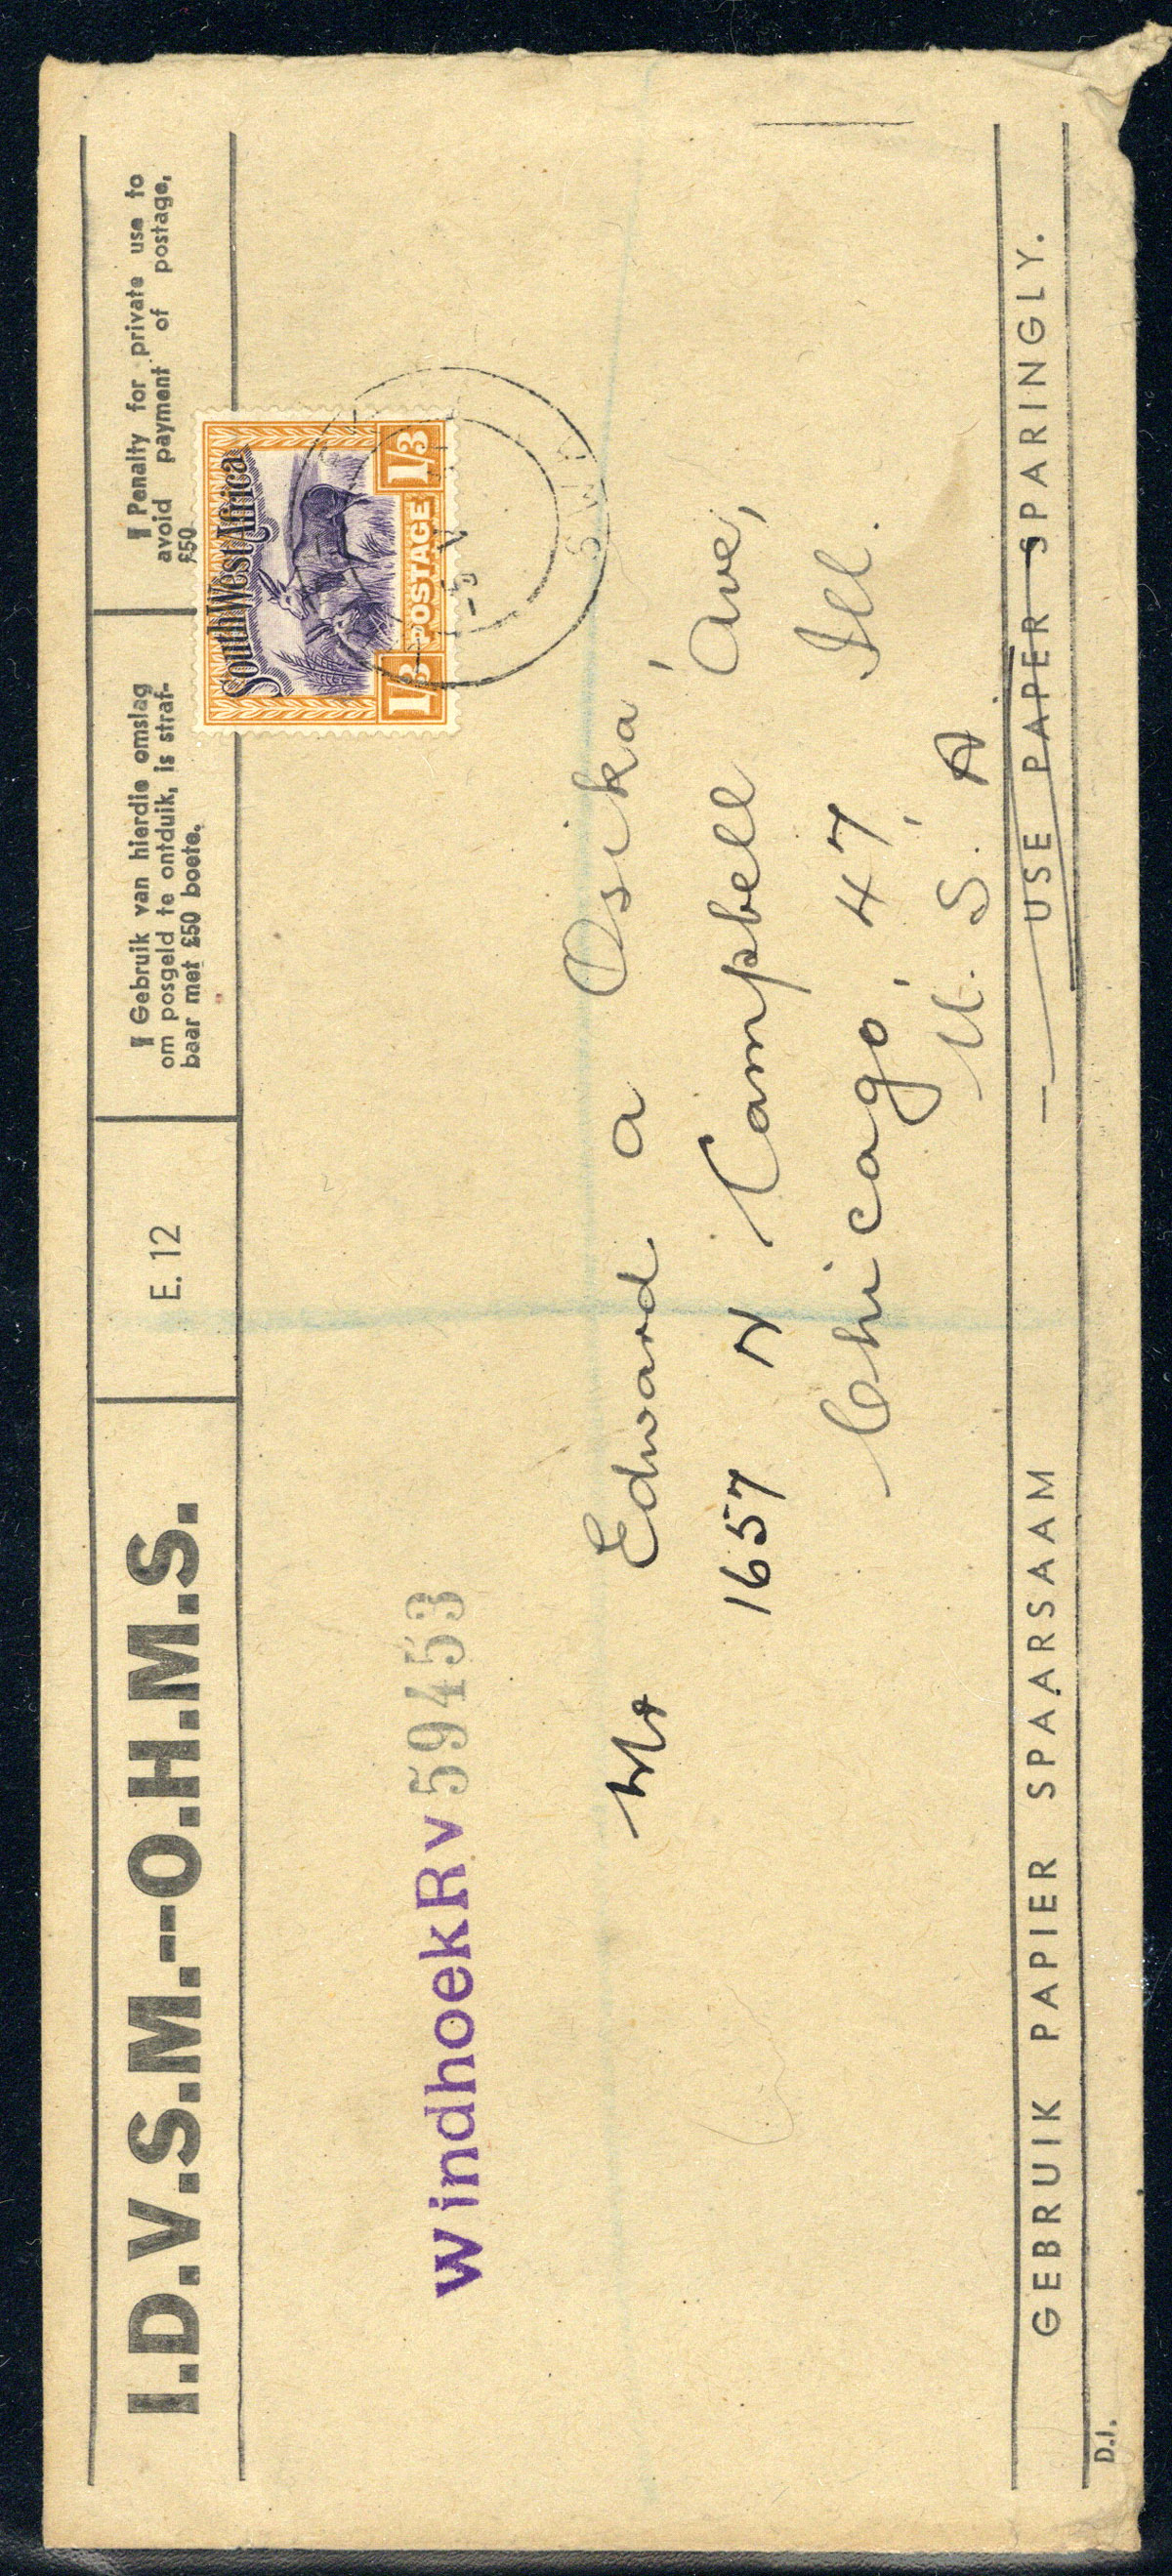 I.D.V.S.M.--O.H.M.S.
E. 12
¶ Gebruik van hierdie omslag
om posgeld te ontduik, is straf-
baar met £50 boete.
¶ Penalty for private use to
avoid payment of postage,
£50
South West Africa
1/3 POSTAGE 1/3
S.W.A.
Windhoek Rv 59453
Mr Edward A Osika,
1657 N Campbell Ave,
Chicago, 47, Ill.
U. S. A.
GEBRUIK PAPIER SPAARSAAM — USE PAPER SPARINGLY.
D.I.